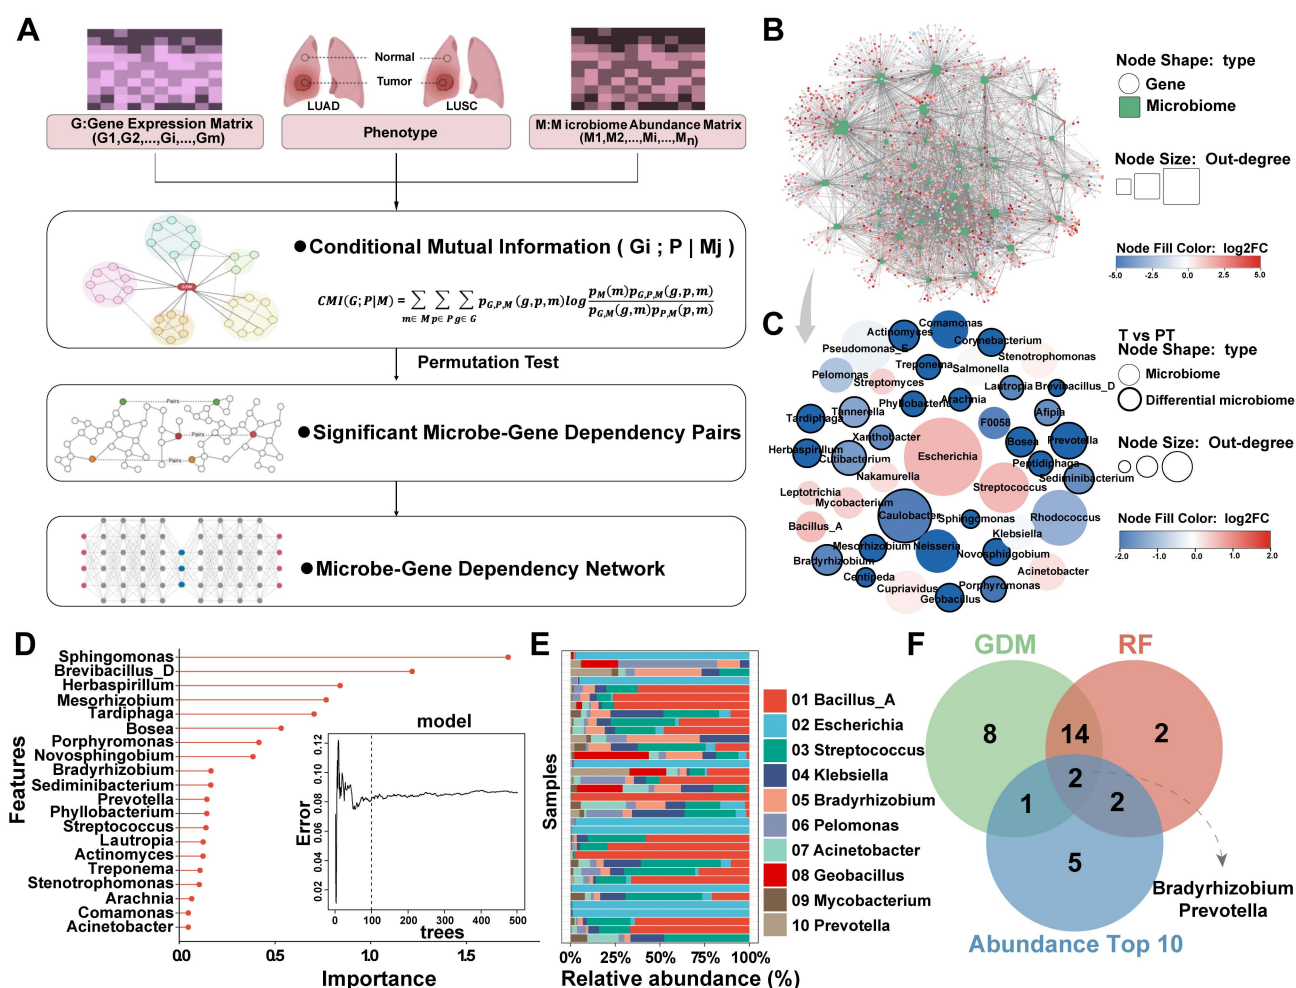 A
Normal
Tumor
LUAD
LUSC
G:Gene Expression Matrix
(G1,G2,...,Gi,...,Gm)
Phenotype
M:M icrobiome Abundance Matrix
(M1,M2,...,Mi,...,Mn)
●Conditional Mutual Information ( Gi ; P | Mj )
CMI(G; P|M) = ∑ ∑ ∑ pG,P,M (g, p, m)log pM(m)pG,P,M(g, p, m) / pG,M(g, m)pP,M(p, m)
m∈ M p∈ P g∈ G
Permutation Test
Pairs
Pairs
Pairs
●Significant Microbe-Gene Dependency Pairs
●Microbe-Gene Dependency Network
B
Node Shape: type
Gene
Microbiome
Node Size: Out-degree
Node Fill Color: log2FC
-5.0 -2.5 0.0 2.5 5.0
C
Comamonas
Actinomyces
Corynebacterium
Pseudomonas_E
Stenotrophomonas
Treponema
Salmonella
Pelomonas
Streptomyces
Lautropia
Brevibacillus_D
Phyllobacterium
Arachnia
Tannerella
Tardiphaga
Afipia
F0058
Xanthobacter
Bosea
Prevotella
Herbaspirillum
Cutibacterium
Escherichia
Peptidiphaga
Nakamurella
Sediminibacterium
Streptococcus
Leptotrichia
Mycobacterium
Caulobacter
Sphingomonas
Rhodococcus
Bacillus_A
Klebsiella
Mesorhizobium
Neisseria
Novosphingobium
Bradyrhizobium
Acinetobacter
Centipeda
Cupriavidus
Porphyromonas
Geobacillus
T vs PT
Node Shape: type
Microbiome
Differential microbiome
Node Size: Out-degree
Node Fill Color: log2FC
-2.0 -1.0 0.0 1.0 2.0
D
Features
Sphingomonas
Brevibacillus_D
Herbaspirillum
Mesorhizobium
Tardiphaga
Bosea
Porphyromonas
Novosphingobium
Bradyrhizobium
Sediminibacterium
Prevotella
Phyllobacterium
Streptococcus
Lautropia
Actinomyces
Treponema
Stenotrophomonas
Arachnia
Comamonas
Acinetobacter
0.0 0.5 1.0 1.5
Importance
model
Error
0.12
0.10
0.08
0.06
0.04
0.02
0 100 200 300 400 500
trees
E
Samples
0% 25% 50% 75% 100%
Relative abundance (%)
01 Bacillus_A
02 Escherichia
03 Streptococcus
04 Klebsiella
05 Bradyrhizobium
06 Pelomonas
07 Acinetobacter
08 Geobacillus
09 Mycobacterium
10 Prevotella
F
GDM
RF
8
14
2
2
1
2
5
Bradyrhizobium
Prevotella
Abundance Top 10